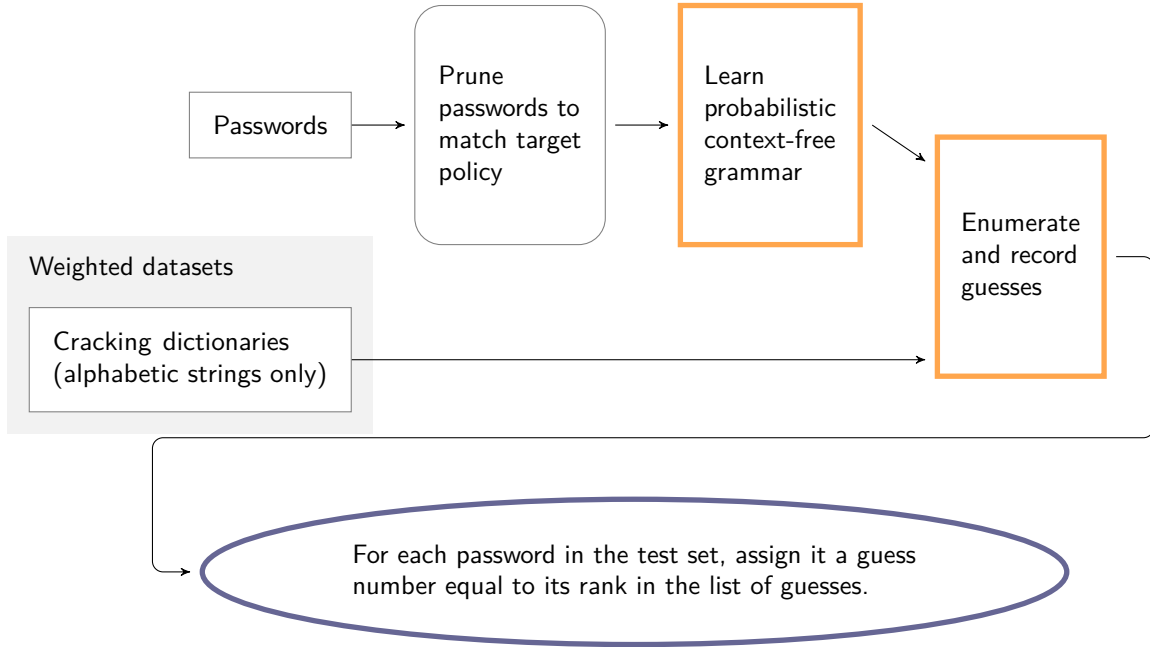 Passwords
Prune
passwords to
match target
policy
Learn
probabilistic
context-free
grammar
Enumerate
and record
guesses
Weighted datasets
Cracking dictionaries
(alphabetic strings only)
For each password in the test set, assign it a guess
number equal to its rank in the list of guesses.